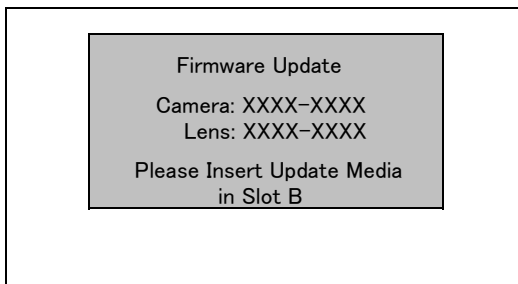 Firmware Update
Camera: XXXX-XXXX
Lens: XXXX-XXXX
Please Insert Update Media
in Slot B